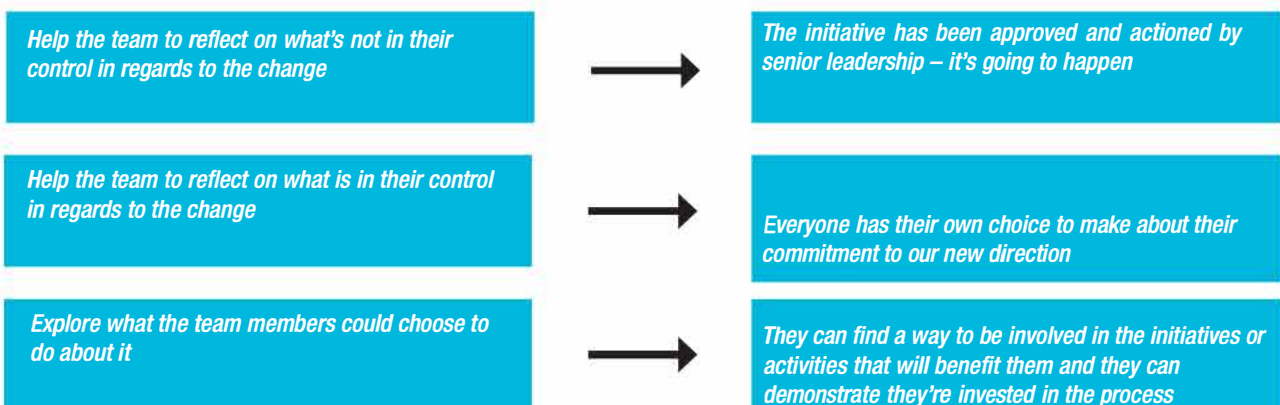 Help the team to reflect on what's not in their
control in regards to the change
The initiative has been approved and actioned by
senior leadership – it's going to happen
Help the team to reflect on what is in their control
in regards to the change
Everyone has their own choice to make about their
commitment to our new direction
Explore what the team members could choose to
do about it
They can find a way to be involved in the initiatives or
activities that will benefit them and they can
demonstrate they're invested in the process